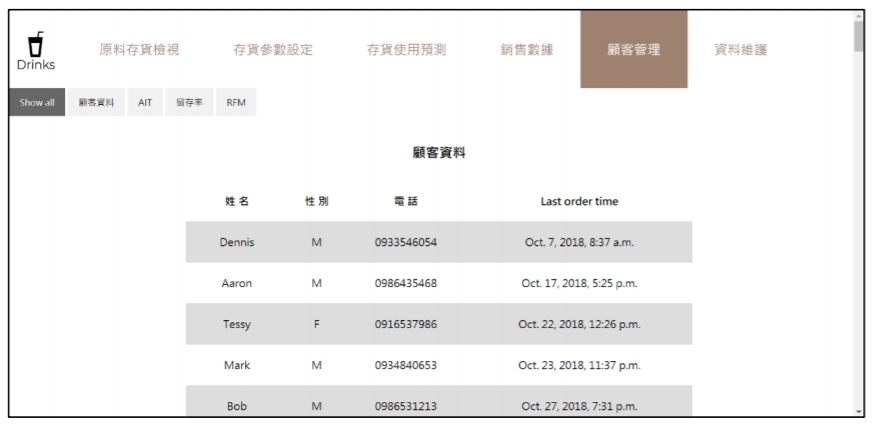 Drinks
原料存貨檢視 存貨參數設定 存貨使用預測 銷售數據 顧客管理 資料維護
Show all 顧客資料 AIT 留存率 RFM
顧客資料
姓名 性別 電話 Last order time
Dennis M 0933546054 Oct. 7, 2018, 8:37 a.m.
Aaron M 0986435468 Oct. 17, 2018, 5:25 p.m.
Tessy F 0916537986 Oct. 22, 2018, 12:26 p.m.
Mark M 0934840653 Oct. 23, 2018, 11:37 p.m.
Bob M 0986531213 Oct. 27, 2018, 7:31 p.m.